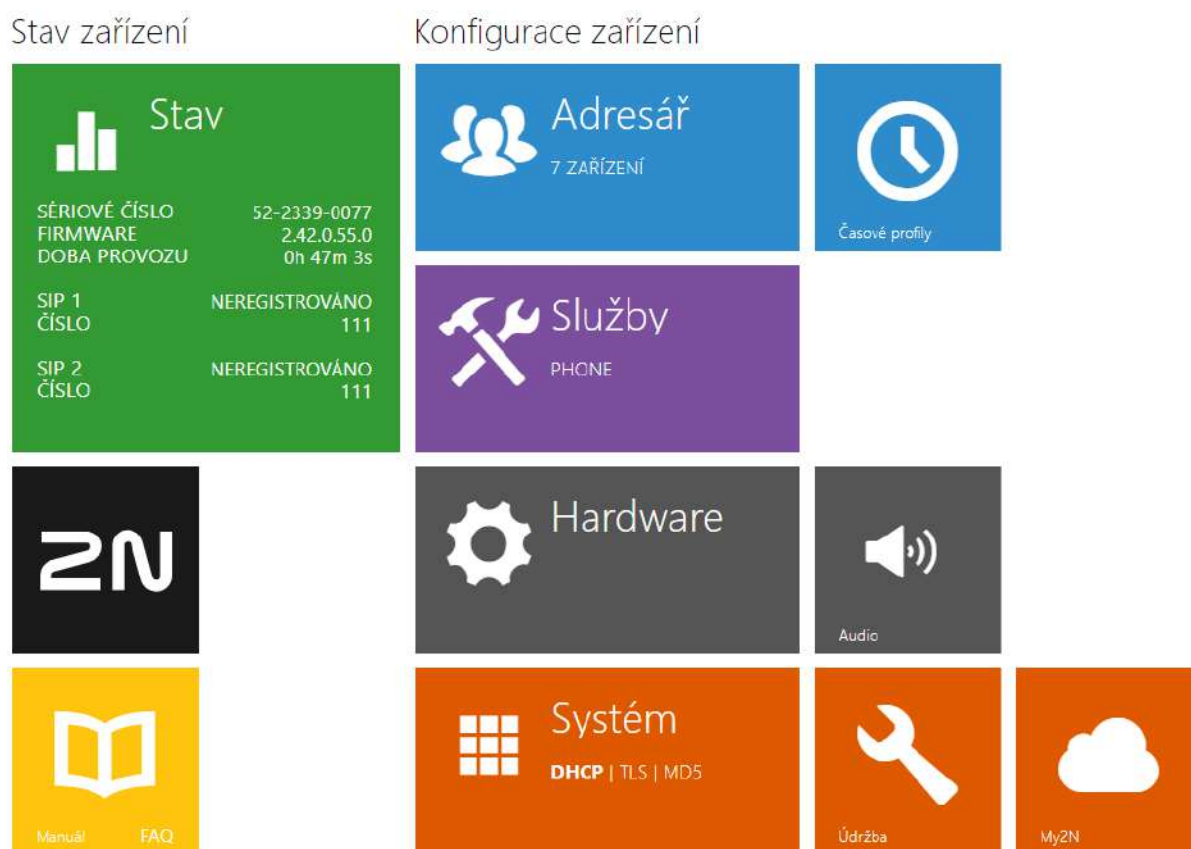 Stav zařízení
Konfigurace zařízení
Stav
SÉRIOVÉ ČÍSLO 52-2339-0077
FIRMWARE 2.42.0.55.0
DOBA PROVOZU 0h 47m 3s
SIP 1 NEREGISTROVÁNO
ČÍSLO 111
SIP 2 NEREGISTROVÁNO
ČÍSLO 111
Adresář
7 ZAŘÍZENÍ
Časové profily
Služby
PHONE
2N
Hardware
Audio
Manuál FAQ
Systém
DHCP | TLS | MD5
Údržba
My2N